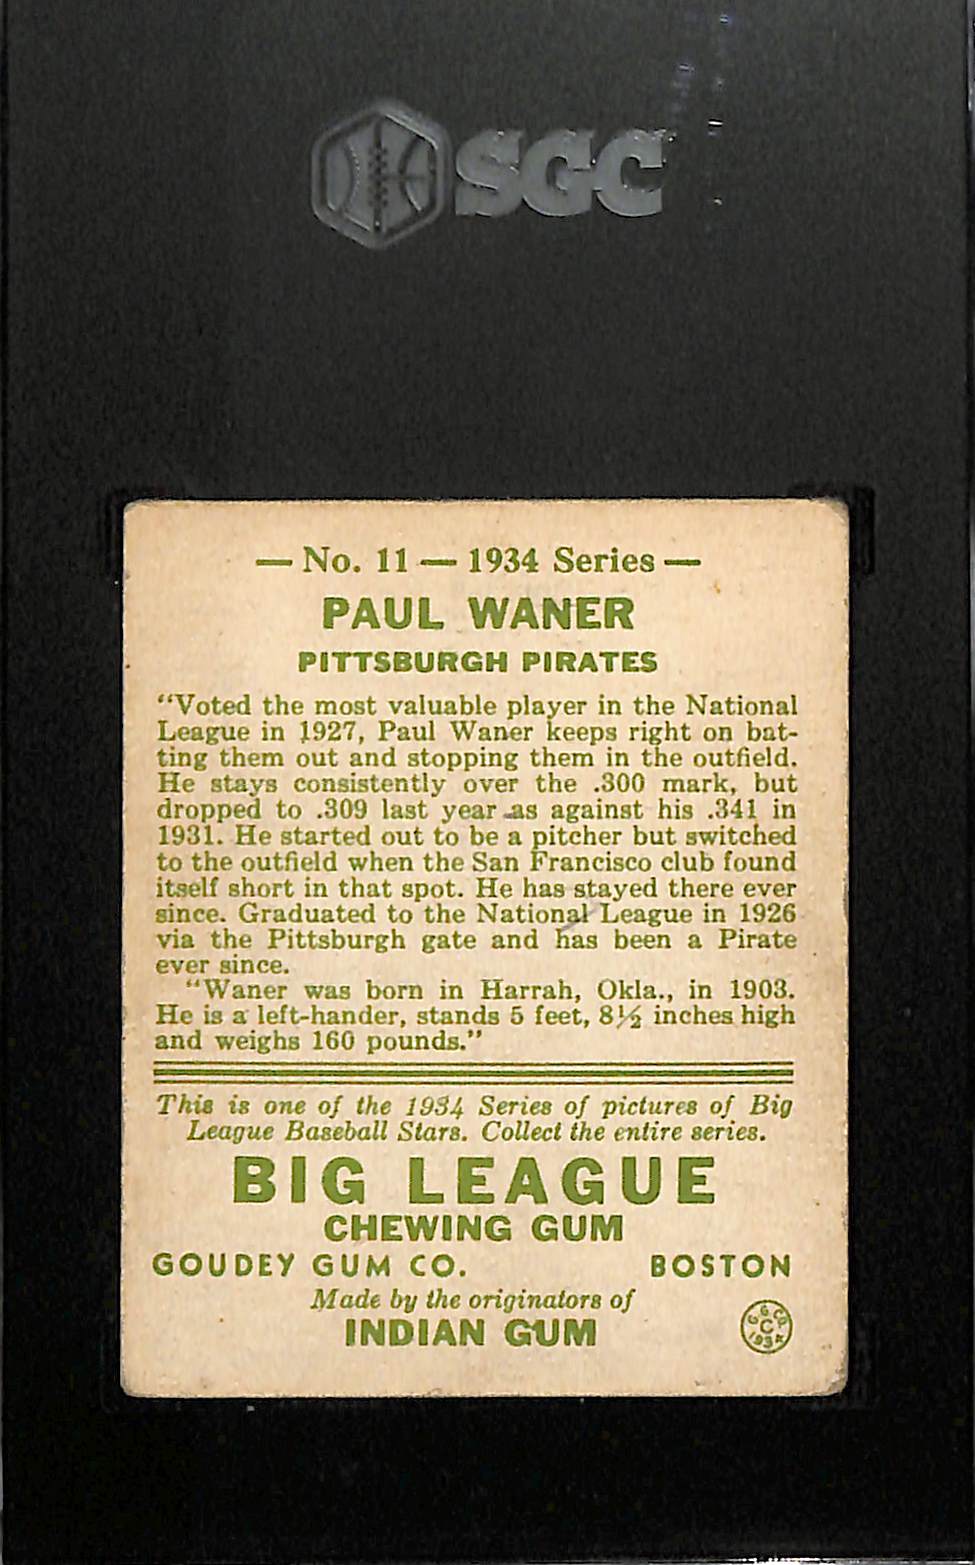 SGC
— No. 11 — 1934 Series —
PAUL WANER
PITTSBURGH PIRATES
“Voted the most valuable player in the National
League in 1927, Paul Waner keeps right on bat-
ting them out and stopping them in the outfield.
He stays consistently over the .300 mark, but
dropped to .309 last year as against his .341 in
1931. He started out to be a pitcher but switched
to the outfield when the San Francisco club found
itself short in that spot. He has stayed there ever
since. Graduated to the National League in 1926
via the Pittsburgh gate and has been a Pirate
ever since.
“Waner was born in Harrah, Okla., in 1903.
He is a left-hander, stands 5 feet, 8½ inches high
and weighs 160 pounds.”
This is one of the 1934 Series of pictures of Big
League Baseball Stars. Collect the entire series.
BIG LEAGUE
CHEWING GUM
GOUDEY GUM CO. BOSTON
Made by the originators of
INDIAN GUM
G. G. CO.
C
1934